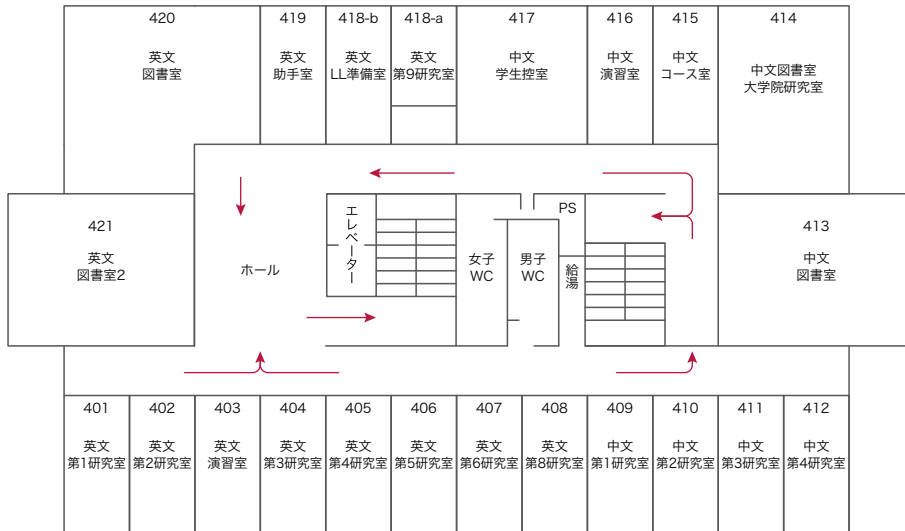 420
英文
図書室
419
英文
助手室
418-b
英文
LL準備室
418-a
英文
第9研究室
417
中文
学生控室
416
中文
演習室
415
中文
コース室
414
中文図書室
大学院研究室
421
英文
図書室2
ホール
エレベーター
女子
WC
男子
WC
PS
給湯
413
中文
図書室
401
英文
第1研究室
402
英文
第2研究室
403
英文
演習室
404
英文
第3研究室
405
英文
第4研究室
406
英文
第5研究室
407
英文
第6研究室
408
英文
第8研究室
409
中文
第1研究室
410
中文
第2研究室
411
中文
第3研究室
412
中文
第4研究室